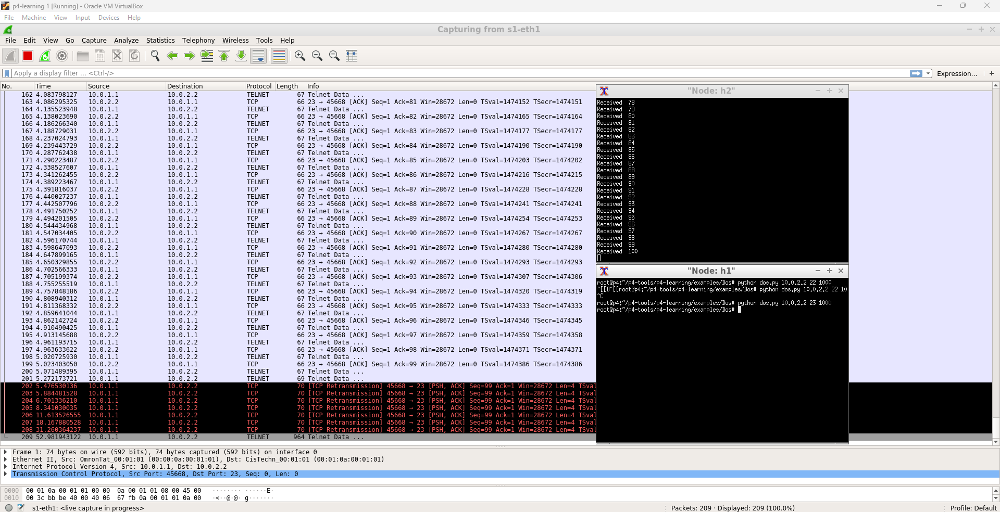 p4-learning 1 [Running] - Oracle VM VirtualBox
File Machine View Input Devices Help
Capturing from s1-eth1
File Edit View Go Capture Analyze Statistics Telephony Wireless Tools Help
Apply a display filter ... <Ctrl-/> Expression... +
No. Time Source Destination Protocol Length Info
162 4.083798127 10.0.1.1 10.0.2.2 TELNET 67 Telnet Data ...
163 4.086295325 10.0.2.2 10.0.1.1 TCP 66 23 → 45668 [ACK] Seq=1 Ack=81 Win=28672 Len=0 TSval=1474152 TSecr=1474151
164 4.135523948 10.0.1.1 10.0.2.2 TELNET 67 Telnet Data ...
165 4.138023690 10.0.2.2 10.0.1.1 TCP 66 23 → 45668 [ACK] Seq=1 Ack=82 Win=28672 Len=0 TSval=1474165 TSecr=1474164
166 4.186266340 10.0.1.1 10.0.2.2 TELNET 67 Telnet Data ...
167 4.188729031 10.0.2.2 10.0.1.1 TCP 66 23 → 45668 [ACK] Seq=1 Ack=83 Win=28672 Len=0 TSval=1474177 TSecr=1474177
168 4.237024793 10.0.1.1 10.0.2.2 TELNET 67 Telnet Data ...
169 4.239443729 10.0.2.2 10.0.1.1 TCP 66 23 → 45668 [ACK] Seq=1 Ack=84 Win=28672 Len=0 TSval=1474190 TSecr=1474190
170 4.287762438 10.0.1.1 10.0.2.2 TELNET 67 Telnet Data ...
171 4.290223487 10.0.2.2 10.0.1.1 TCP 66 23 → 45668 [ACK] Seq=1 Ack=85 Win=28672 Len=0 TSval=1474203 TSecr=1474202
172 4.338527607 10.0.1.1 10.0.2.2 TELNET 67 Telnet Data ...
173 4.341262455 10.0.2.2 10.0.1.1 TCP 66 23 → 45668 [ACK] Seq=1 Ack=86 Win=28672 Len=0 TSval=1474216 TSecr=1474215
174 4.389223467 10.0.1.1 10.0.2.2 TELNET 67 Telnet Data ...
175 4.391816037 10.0.2.2 10.0.1.1 TCP 66 23 → 45668 [ACK] Seq=1 Ack=87 Win=28672 Len=0 TSval=1474228 TSecr=1474228
176 4.440027237 10.0.1.1 10.0.2.2 TELNET 67 Telnet Data ...
177 4.442507796 10.0.2.2 10.0.1.1 TCP 66 23 → 45668 [ACK] Seq=1 Ack=88 Win=28672 Len=0 TSval=1474241 TSecr=1474241
178 4.491750252 10.0.1.1 10.0.2.2 TELNET 67 Telnet Data ...
179 4.494201505 10.0.2.2 10.0.1.1 TCP 66 23 → 45668 [ACK] Seq=1 Ack=89 Win=28672 Len=0 TSval=1474254 TSecr=1474253
180 4.544434968 10.0.1.1 10.0.2.2 TELNET 67 Telnet Data ...
181 4.547034405 10.0.2.2 10.0.1.1 TCP 66 23 → 45668 [ACK] Seq=1 Ack=90 Win=28672 Len=0 TSval=1474267 TSecr=1474267
182 4.596170744 10.0.1.1 10.0.2.2 TELNET 67 Telnet Data ...
183 4.598647093 10.0.2.2 10.0.1.1 TCP 66 23 → 45668 [ACK] Seq=1 Ack=91 Win=28672 Len=0 TSval=1474280 TSecr=1474280
184 4.647899165 10.0.1.1 10.0.2.2 TELNET 67 Telnet Data ...
185 4.650329855 10.0.2.2 10.0.1.1 TCP 66 23 → 45668 [ACK] Seq=1 Ack=92 Win=28672 Len=0 TSval=1474293 TSecr=1474293
186 4.702566333 10.0.1.1 10.0.2.2 TELNET 67 Telnet Data ...
187 4.705199374 10.0.2.2 10.0.1.1 TCP 66 23 → 45668 [ACK] Seq=1 Ack=93 Win=28672 Len=0 TSval=1474307 TSecr=1474306
188 4.755255519 10.0.1.1 10.0.2.2 TELNET 67 Telnet Data ...
189 4.757848186 10.0.2.2 10.0.1.1 TCP 66 23 → 45668 [ACK] Seq=1 Ack=94 Win=28672 Len=0 TSval=1474320 TSecr=1474319
190 4.808940312 10.0.1.1 10.0.2.2 TELNET 67 Telnet Data ...
191 4.811368332 10.0.2.2 10.0.1.1 TCP 66 23 → 45668 [ACK] Seq=1 Ack=95 Win=28672 Len=0 TSval=1474333 TSecr=1474333
192 4.859641044 10.0.1.1 10.0.2.2 TELNET 67 Telnet Data ...
193 4.862142724 10.0.2.2 10.0.1.1 TCP 66 23 → 45668 [ACK] Seq=1 Ack=96 Win=28672 Len=0 TSval=1474346 TSecr=1474345
194 4.910490425 10.0.1.1 10.0.2.2 TELNET 67 Telnet Data ...
195 4.913145688 10.0.2.2 10.0.1.1 TCP 66 23 → 45668 [ACK] Seq=1 Ack=97 Win=28672 Len=0 TSval=1474359 TSecr=1474358
196 4.961193715 10.0.1.1 10.0.2.2 TELNET 67 Telnet Data ...
197 4.963633622 10.0.2.2 10.0.1.1 TCP 66 23 → 45668 [ACK] Seq=1 Ack=98 Win=28672 Len=0 TSval=1474371 TSecr=1474371
198 5.020725930 10.0.1.1 10.0.2.2 TELNET 67 Telnet Data ...
199 5.023403050 10.0.2.2 10.0.1.1 TCP 66 23 → 45668 [ACK] Seq=1 Ack=99 Win=28672 Len=0 TSval=1474386 TSecr=1474386
200 5.071489395 10.0.1.1 10.0.2.2 TELNET 67 Telnet Data ...
201 5.272173721 10.0.1.1 10.0.2.2 TELNET 69 Telnet Data ...
202 5.476530136 10.0.1.1 10.0.2.2 TCP 70 [TCP Retransmission] 45668 → 23 [PSH, ACK] Seq=99 Ack=1 Win=28672 Len=4 TSval
203 5.884481528 10.0.1.1 10.0.2.2 TCP 70 [TCP Retransmission] 45668 → 23 [PSH, ACK] Seq=99 Ack=1 Win=28672 Len=4 TSval
204 6.701336210 10.0.1.1 10.0.2.2 TCP 70 [TCP Retransmission] 45668 → 23 [PSH, ACK] Seq=99 Ack=1 Win=28672 Len=4 TSval
205 8.341030035 10.0.1.1 10.0.2.2 TCP 70 [TCP Retransmission] 45668 → 23 [PSH, ACK] Seq=99 Ack=1 Win=28672 Len=4 TSval
206 11.613526555 10.0.1.1 10.0.2.2 TCP 70 [TCP Retransmission] 45668 → 23 [PSH, ACK] Seq=99 Ack=1 Win=28672 Len=4 TSval
207 18.167880528 10.0.1.1 10.0.2.2 TCP 70 [TCP Retransmission] 45668 → 23 [PSH, ACK] Seq=99 Ack=1 Win=28672 Len=4 TSval
208 31.260364237 10.0.1.1 10.0.2.2 TCP 70 [TCP Retransmission] 45668 → 23 [PSH, ACK] Seq=99 Ack=1 Win=28672 Len=4 TSval
209 52.981943122 10.0.1.1 10.0.2.2 TELNET 964 Telnet Data ...
"Node: h2"
Received 78
Received 79
Received 80
Received 81
Received 82
Received 83
Received 84
Received 85
Received 86
Received 87
Received 88
Received 89
Received 90
Received 91
Received 92
Received 93
Received 94
Received 95
Received 96
Received 97
Received 98
Received 99
Received 100
"Node: h1"
root@p4:~/p4-tools/p4-learning/examples/Dos# python dos.py 10.0.2.2 22 1000
^[[D^[[root@p4:~/p4-tools/p4-learning/examples/Dos# python dos.py 10.0.2.2 22 10
^C
root@p4:~/p4-tools/p4-learning/examples/Dos# python dos.py 10.0.2.2 23 1000
root@p4:~/p4-tools/p4-learning/examples/Dos#
Frame 1: 74 bytes on wire (592 bits), 74 bytes captured (592 bits) on interface 0
Ethernet II, Src: OmronTat_00:01:01 (00:00:0a:00:01:01), Dst: CisTechn_00:01:01 (00:01:0a:00:01:01)
Internet Protocol Version 4, Src: 10.0.1.1, Dst: 10.0.2.2
Transmission Control Protocol, Src Port: 45668, Dst Port: 23, Seq: 0, Len: 0
0000 00 01 0a 00 01 01 00 00 0a 00 01 01 08 00 45 00 ········ ······E·
0010 00 3c bb be 40 00 40 06 67 fb 0a 00 01 01 0a 00 ·<··@·@· g·······
s1-eth1: <live capture in progress> Packets: 209 · Displayed: 209 (100.0%) Profile: Default